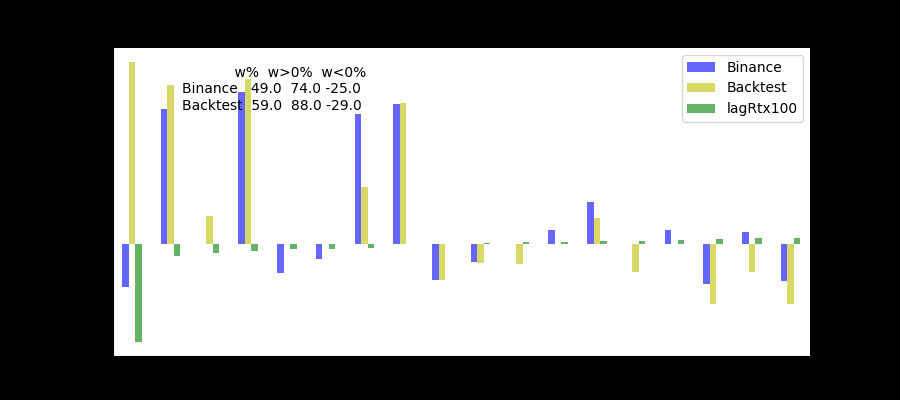 w% w>0% w<0%
Binance 49.0 74.0 -25.0
Backtest 59.0 88.0 -29.0
Binance
Backtest
lagRtx100